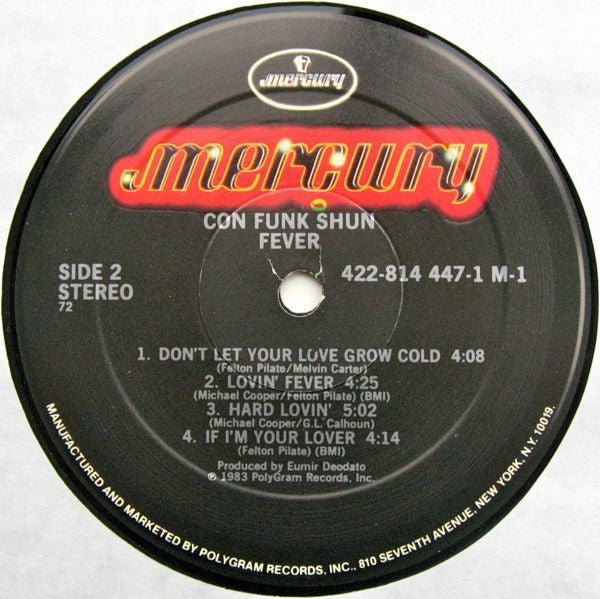 mercury
mercury
CON FUNK SHUN
FEVER
SIDE 2
STEREO
72
422-814 447-1 M-1
1. DON'T LET YOUR LOVE GROW COLD 4:08
(Felton Pilate/Melvin Carter)
2. LOVIN' FEVER 4:25
(Michael Cooper/Felton Pilate) (BMI)
3. HARD LOVIN' 5:02
(Michael Cooper/G.L. Calhoun)
4. IF I'M YOUR LOVER 4:14
(Felton Pilate) (BMI)
Produced by Eumir Deodato
℗ 1983 PolyGram Records, Inc.
MANUFACTURED AND MARKETED BY POLYGRAM RECORDS, INC., 810 SEVENTH AVENUE, NEW YORK, N.Y. 10019.